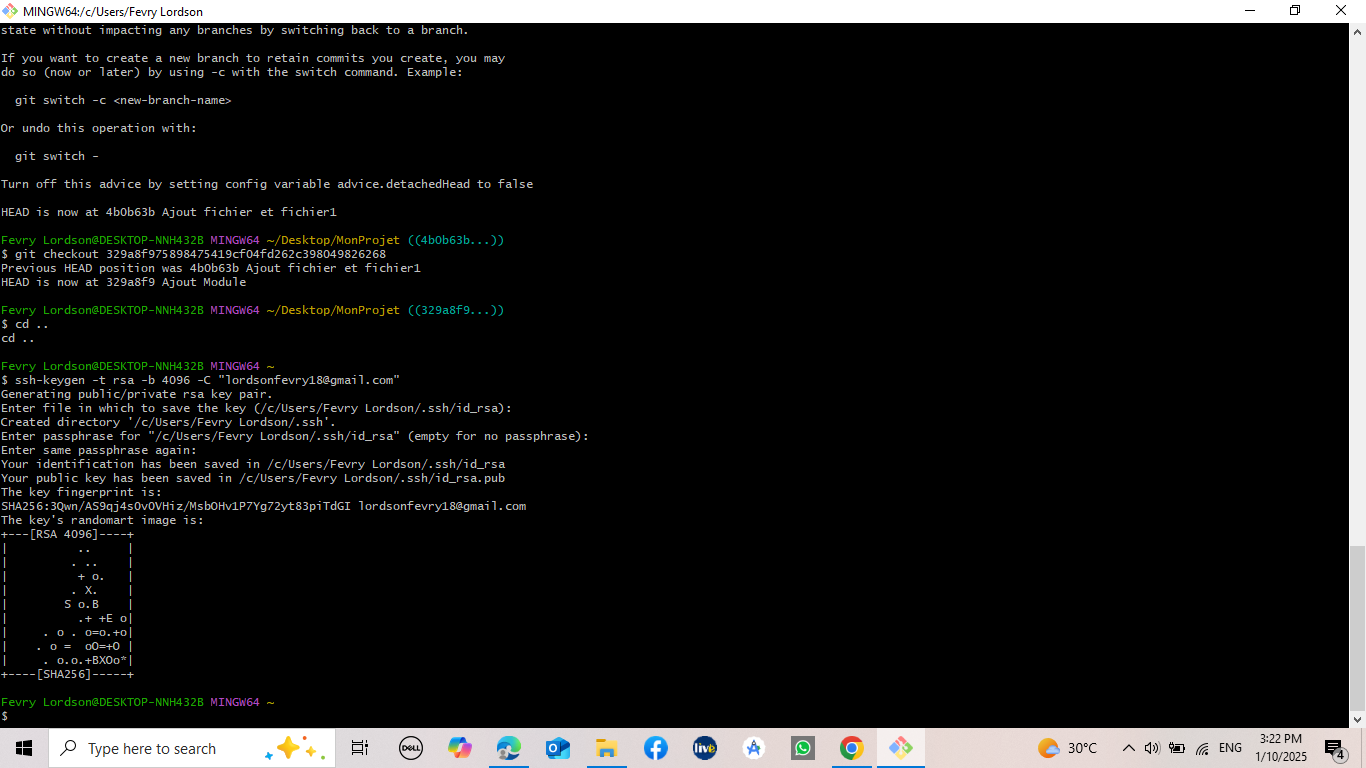 MINGW64:/c/Users/Fevry Lordson
state without impacting any branches by switching back to a branch.
If you want to create a new branch to retain commits you create, you may
do so (now or later) by using -c with the switch command. Example:
git switch -c <new-branch-name>
Or undo this operation with:
git switch -
Turn off this advice by setting config variable advice.detachedHead to false
HEAD is now at 4b0b63b Ajout fichier et fichier1
Fevry Lordson@DESKTOP-NNH432B MINGW64 ~/Desktop/MonProjet ((4b0b63b...))
$ git checkout 329a8f975898475419cf04fd262c398049826268
Previous HEAD position was 4b0b63b Ajout fichier et fichier1
HEAD is now at 329a8f9 Ajout Module
Fevry Lordson@DESKTOP-NNH432B MINGW64 ~/Desktop/MonProjet ((329a8f9...))
$ cd ..
cd ..
Fevry Lordson@DESKTOP-NNH432B MINGW64 ~
$ ssh-keygen -t rsa -b 4096 -C "lordsonfevry18@gmail.com"
Generating public/private rsa key pair.
Enter file in which to save the key (/c/Users/Fevry Lordson/.ssh/id_rsa):
Created directory '/c/Users/Fevry Lordson/.ssh'.
Enter passphrase for "/c/Users/Fevry Lordson/.ssh/id_rsa" (empty for no passphrase):
Enter same passphrase again:
Your identification has been saved in /c/Users/Fevry Lordson/.ssh/id_rsa
Your public key has been saved in /c/Users/Fevry Lordson/.ssh/id_rsa.pub
The key fingerprint is:
SHA256:3Qwn/AS9qj4sOvOVHiz/MsbOHv1P7Yg72yt83piTdGI lordsonfevry18@gmail.com
The key's randomart image is:
+---[RSA 4096]----+
|          ..     |
|         . ..    |
|          + o.   |
|         . X.    |
|        S o.B    |
|          .+ +E o|
|     . o . o=o.+o|
|    . o =  oO=+O |
|     . o.o.+BXOo*|
+----[SHA256]-----+
Fevry Lordson@DESKTOP-NNH432B MINGW64 ~
$
Type here to search
DELL
live
30°C
ENG
3:22 PM
1/10/2025
4